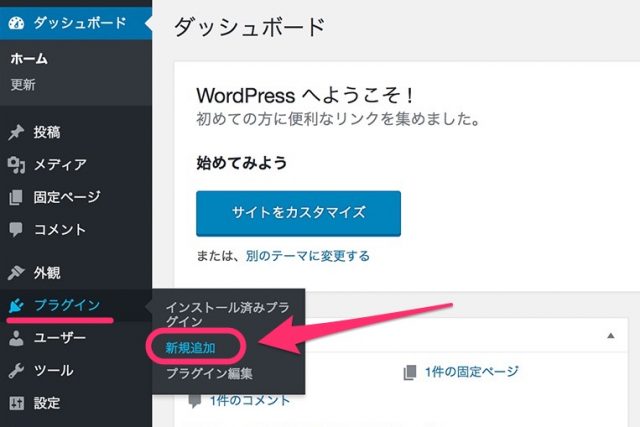 ダッシュボード
ホーム
更新
投稿
メディア
固定ページ
コメント
外観
プラグイン
ユーザー
ツール
設定
インストール済みプラ
グイン
新規追加
プラグイン編集
ダッシュボード
WordPress へようこそ !
初めての方に便利なリンクを集めました。
始めてみよう
サイトをカスタマイズ
または、別のテーマに変更する
1件の固定ページ
1件のコメント